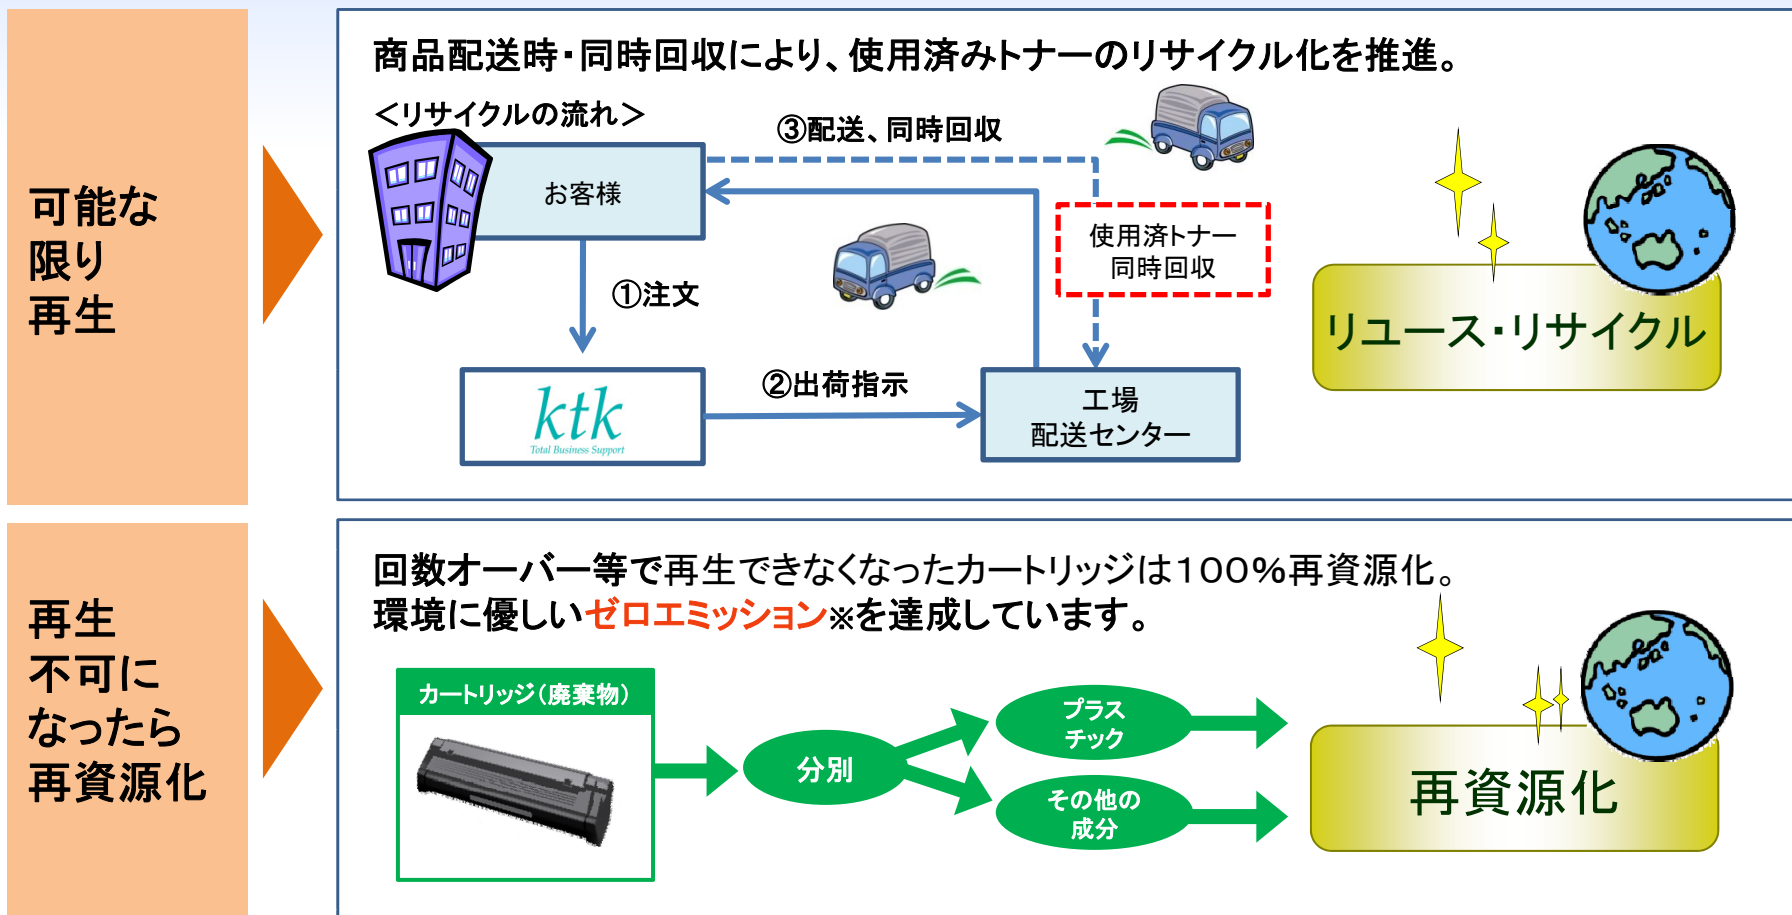 可能な
限り
再生
商品配送時・同時回収により、使用済みトナーのリサイクル化を推進。
＜リサイクルの流れ＞
③配送、同時回収
お客様
使用済トナー
同時回収
①注文
②出荷指示
ktk
Total Business Support
工場
配送センター
リユース・リサイクル
再生
不可に
なったら
再資源化
回数オーバー等で再生できなくなったカートリッジは１００％再資源化。
環境に優しいゼロエミッション※を達成しています。
カートリッジ（廃棄物）
分別
プラス
チック
その他の
成分
再資源化